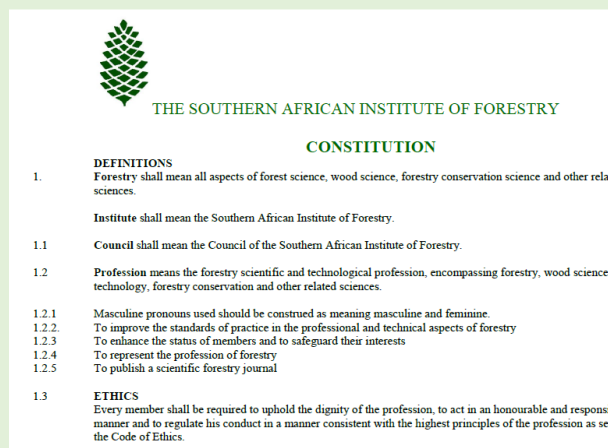 THE SOUTHERN AFRICAN INSTITUTE OF FORESTRY
CONSTITUTION
DEFINITIONS
1. Forestry shall mean all aspects of forest science, wood science, forestry conservation science and other rela
sciences.
Institute shall mean the Southern African Institute of Forestry.
1.1 Council shall mean the Council of the Southern African Institute of Forestry.
1.2 Profession means the forestry scientific and technological profession, encompassing forestry, wood science
technology, forestry conservation and other related sciences.
1.2.1 Masculine pronouns used should be construed as meaning masculine and feminine.
1.2.2. To improve the standards of practice in the professional and technical aspects of forestry
1.2.3 To enhance the status of members and to safeguard their interests
1.2.4 To represent the profession of forestry
1.2.5 To publish a scientific forestry journal
1.3 ETHICS
Every member shall be required to uphold the dignity of the profession, to act in an honourable and respons
manner and to regulate his conduct in a manner consistent with the highest principles of the profession as se
the Code of Ethics.